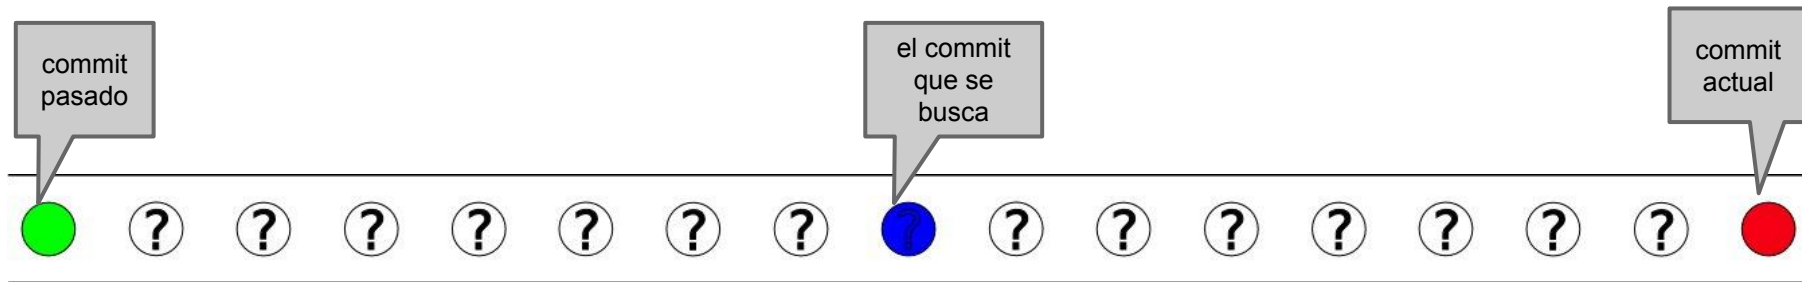 commit
pasado
el commit
que se
busca
commit
actual
? ? ? ? ? ? ? ? ? ? ? ? ? ? ?